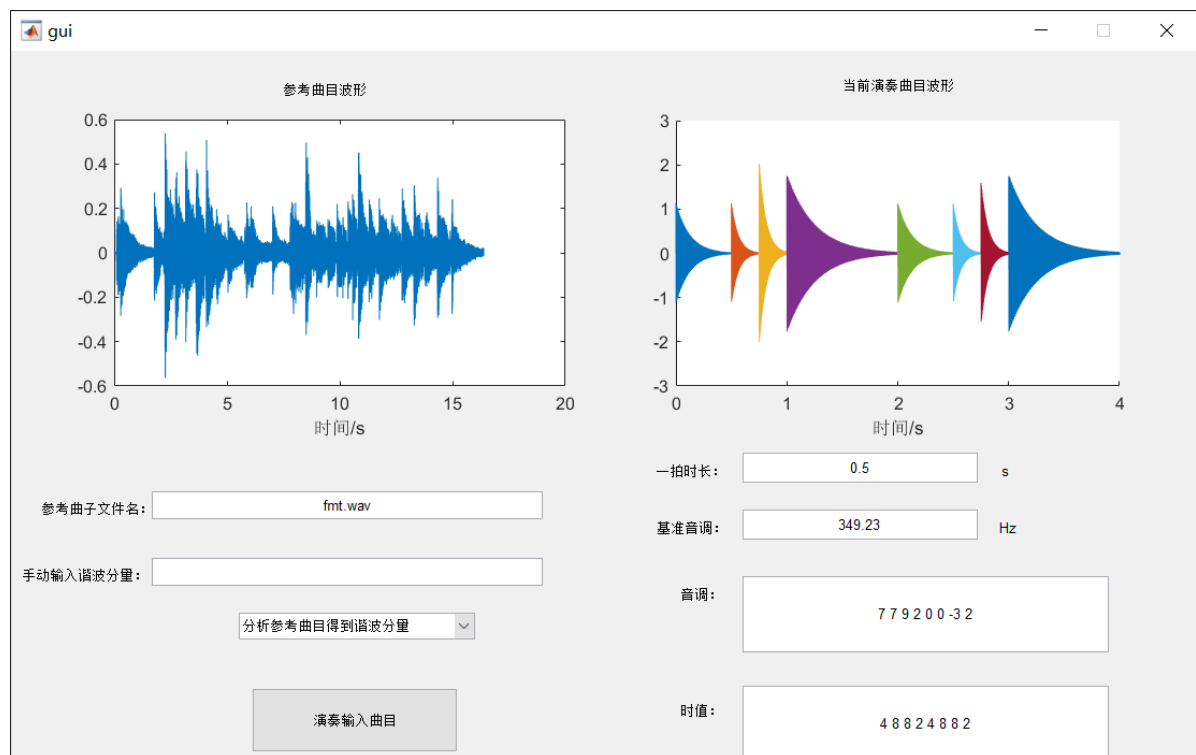 gui
参考曲目波形
0.6
0.4
0.2
0
-0.2
-0.4
-0.6
0 5 10 15 20
时间/s
当前演奏曲目波形
3
2
1
0
-1
-2
-3
0 1 2 3 4
时间/s
参考曲子文件名: fmt.wav
手动输入谐波分量:
分析参考曲目得到谐波分量
演奏输入曲目
一拍时长: 0.5 s
基准音调: 349.23 Hz
音调: 7 7 9 2 0 0 -3 2
时值: 4 8 8 2 4 8 8 2